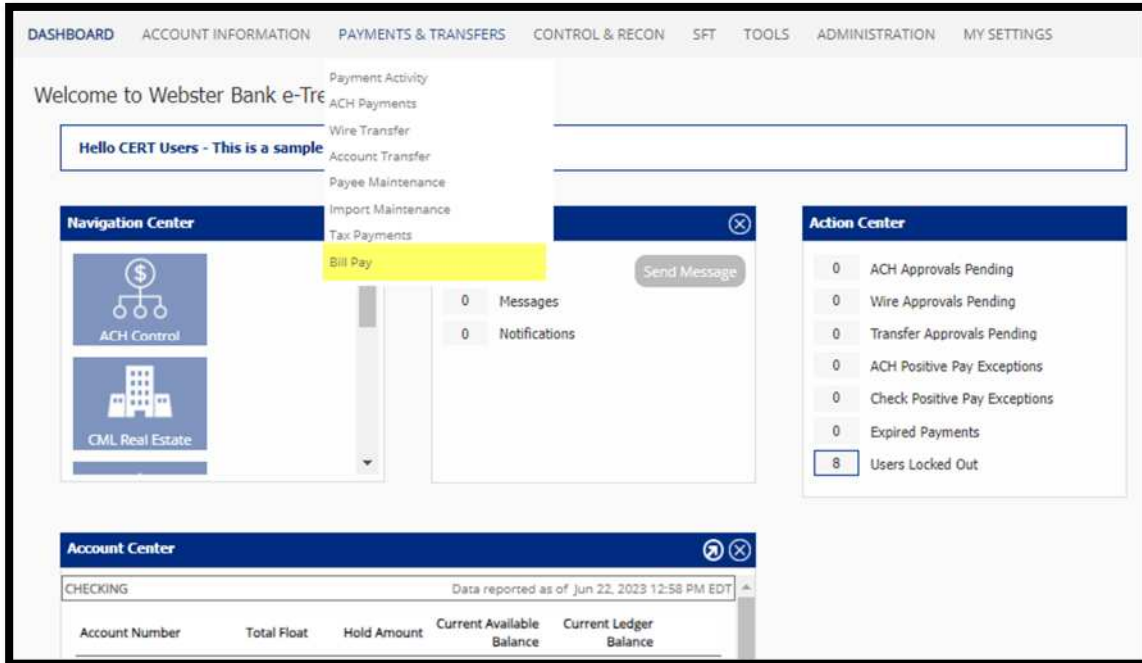 DASHBOARD ACCOUNT INFORMATION PAYMENTS & TRANSFERS CONTROL & RECON SFT TOOLS ADMINISTRATION MY SETTINGS
Payment Activity
ACH Payments
Wire Transfer
Account Transfer
Payee Maintenance
Import Maintenance
Tax Payments
Bill Pay
Welcome to Webster Bank e-Tre
Hello CERT Users - This is a sample
Navigation Center
ACH Control
CML Real Estate
Send Message
0 Messages
0 Notifications
Action Center
0 ACH Approvals Pending
0 Wire Approvals Pending
0 Transfer Approvals Pending
0 ACH Positive Pay Exceptions
0 Check Positive Pay Exceptions
0 Expired Payments
8 Users Locked Out
Account Center
CHECKING Data reported as of Jun 22, 2023 12:58 PM EDT
Account Number Total Float Hold Amount Current Available Balance Current Ledger Balance